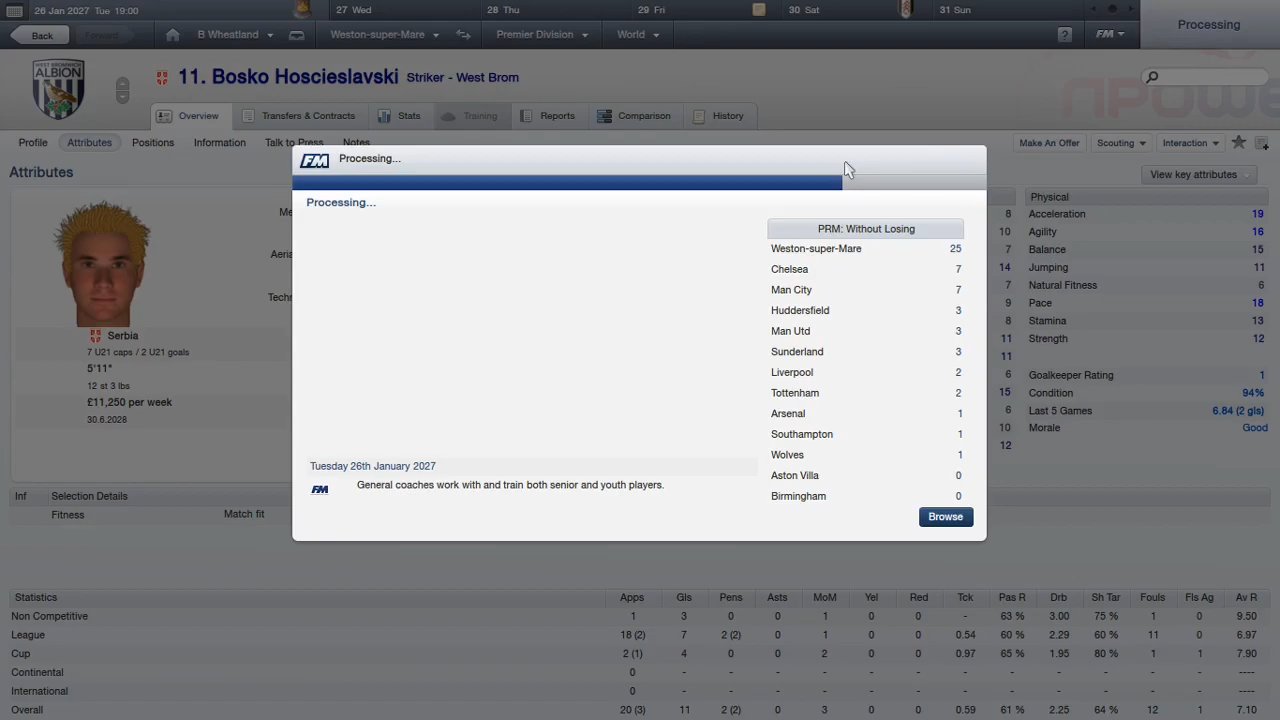 26 Jan 2027 Tue 19:00
27 Wed
28 Thu
29 Fri
30 Sat
31 Sun
Processing
Back
Forward
B Wheatland
Weston-super-Mare
Premier Division
World
?
FM
11. Bosko Hoscieslavski Striker - West Brom
Overview
Transfers & Contracts
Stats
Training
Reports
Comparison
History
Profile
Attributes
Positions
Information
Talk to Press
Notes
Make An Offer
Scouting
Interaction
Attributes
View key attributes
Serbia
7 U21 caps / 2 U21 goals
5'11"
12 st 3 lbs
£11,250 per week
30.6.2028
Me
Aeria
Techn
FM Processing...
Processing...
PRM: Without Losing
Weston-super-Mare 25
Chelsea 7
Man City 7
Huddersfield 3
Man Utd 3
Sunderland 3
Liverpool 2
Tottenham 2
Arsenal 1
Southampton 1
Wolves 1
Aston Villa 0
Birmingham 0
Tuesday 26th January 2027
FM General coaches work with and train both senior and youth players.
Browse
Physical
8 Acceleration 19
10 Agility 16
7 Balance 15
14 Jumping 11
7 Natural Fitness 6
9 Pace 18
8 Stamina 13
11 Strength 12
11
6 Goalkeeper Rating 1
15 Condition 94%
6 Last 5 Games 6.84 (2 gls)
10 Morale Good
12
Inf Selection Details
Fitness Match fit
Statistics Apps Gls Pens Asts MoM Yel Red Tck Pas R Drb Sh Tar Fouls Fls Ag Av R
Non Competitive 1 3 0 0 1 0 0 - 63 % 3.00 75 % 1 0 9.50
League 18 (2) 7 2 (2) 0 1 0 0 0.54 60 % 2.29 60 % 11 0 6.97
Cup 2 (1) 4 0 0 2 0 0 0.97 65 % 1.95 80 % 1 1 7.90
Continental 0 - - - - - - - - - - - - ----
International 0 - - - - - - - - - - - - ----
Overall 20 (3) 11 2 (2) 0 3 0 0 0.59 61 % 2.25 64 % 12 1 7.10